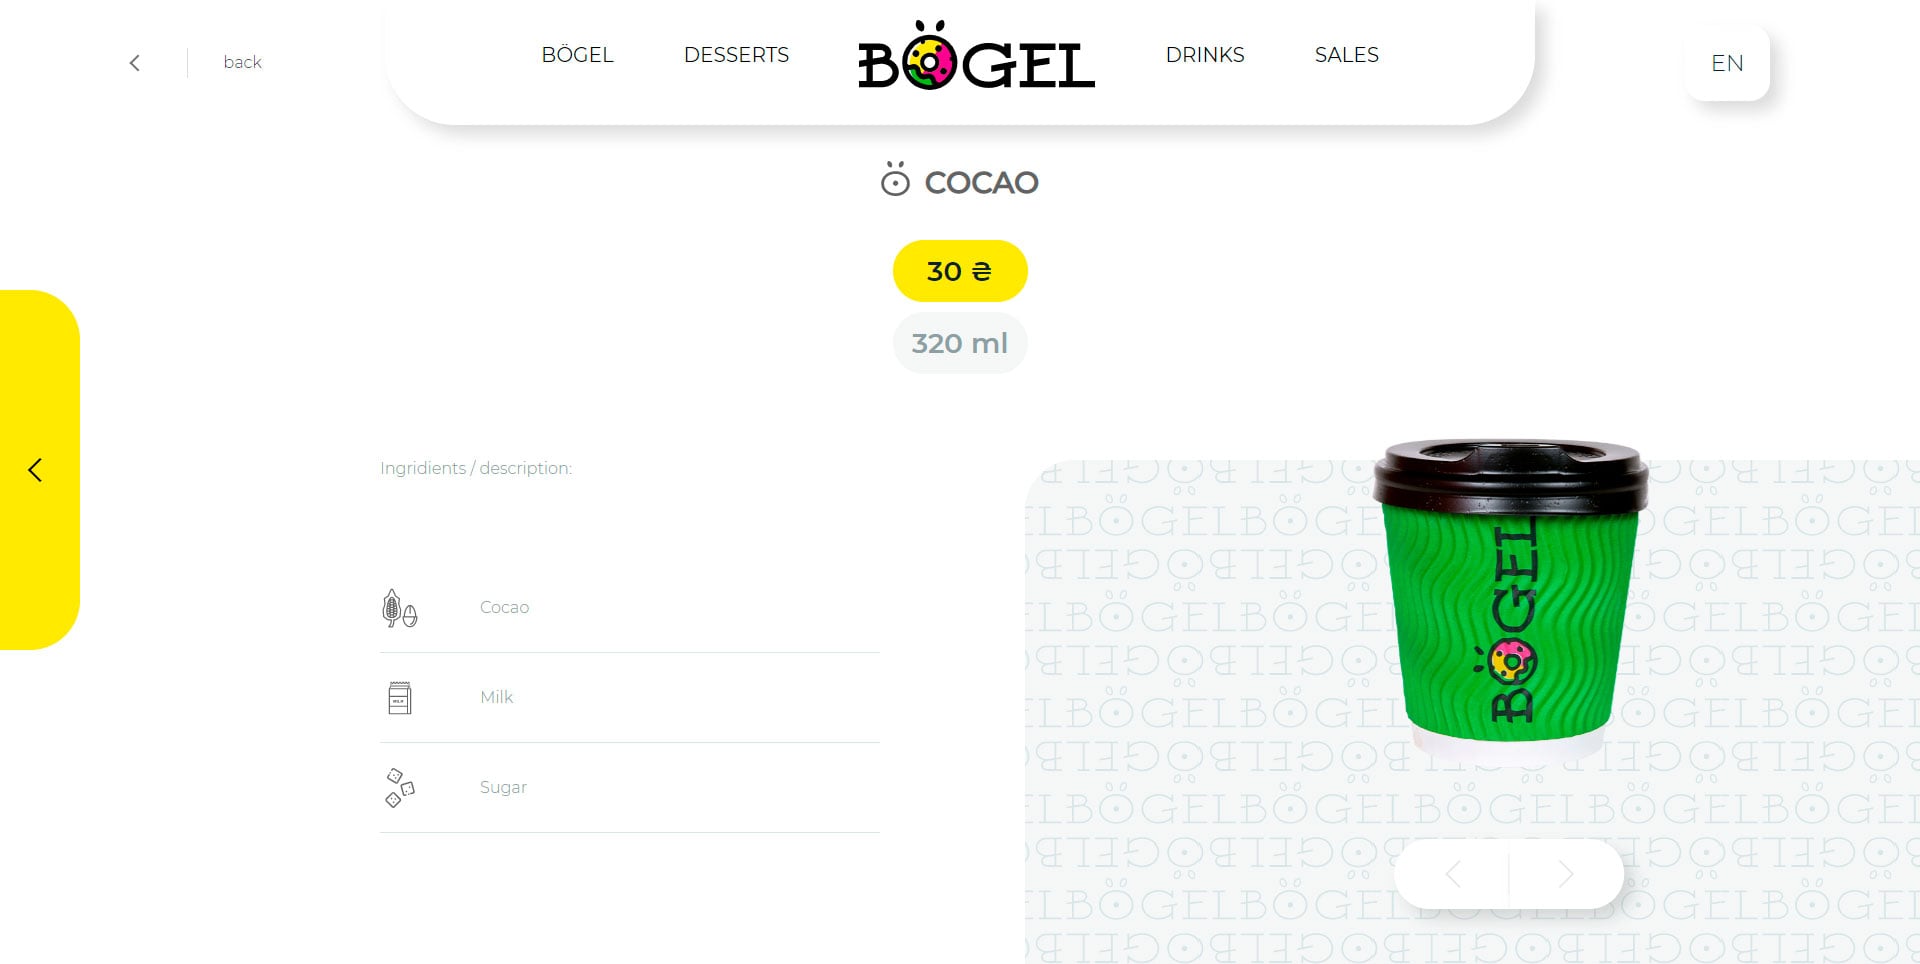 back
BÖGEL
DESSERTS
BÖGEL
DRINKS
SALES
EN
COCAO
30 ₴
320 ml
Ingridients / description:
Cocao
Milk
Sugar
BÖGEL